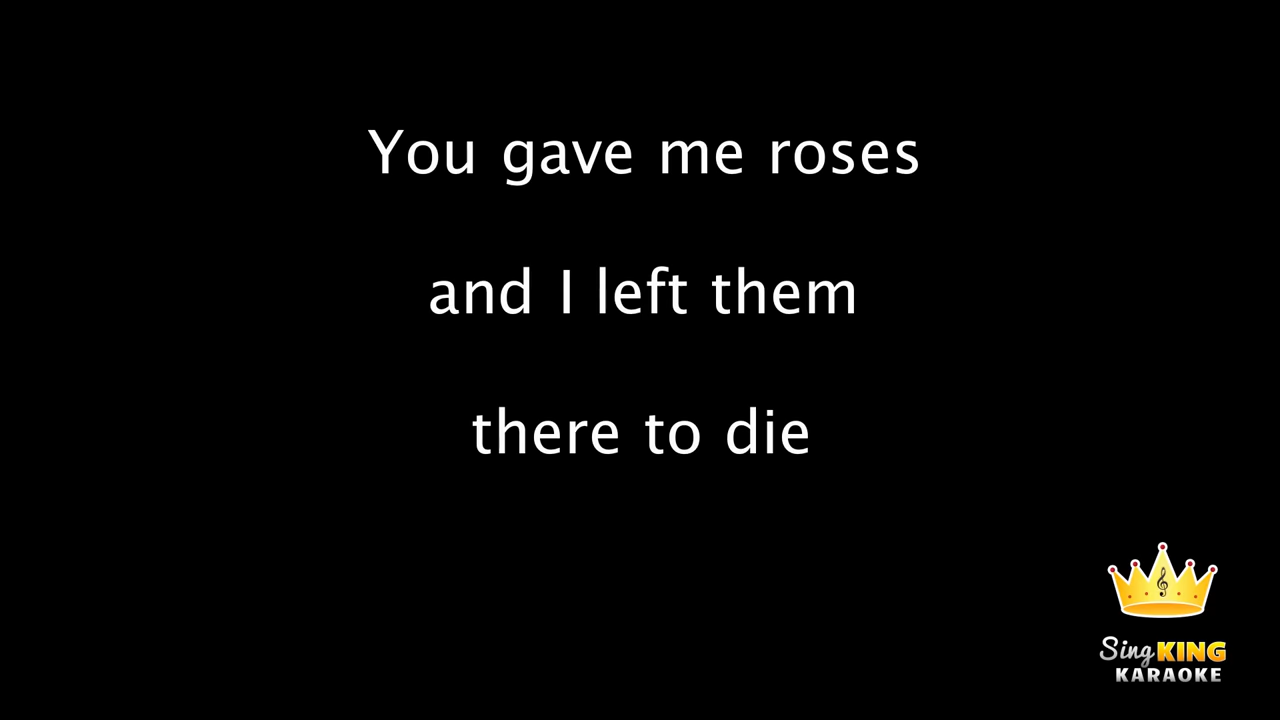 You gave me roses
and I left them
there to die
Sing KING
KARAOKE